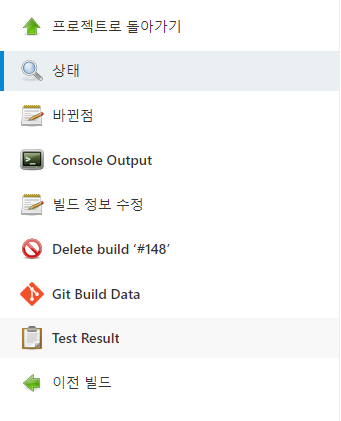 프로젝트로 돌아가기
상태
바뀐점
Console Output
빌드 정보 수정
Delete build ‘#148’
Git Build Data
Test Result
이전 빌드